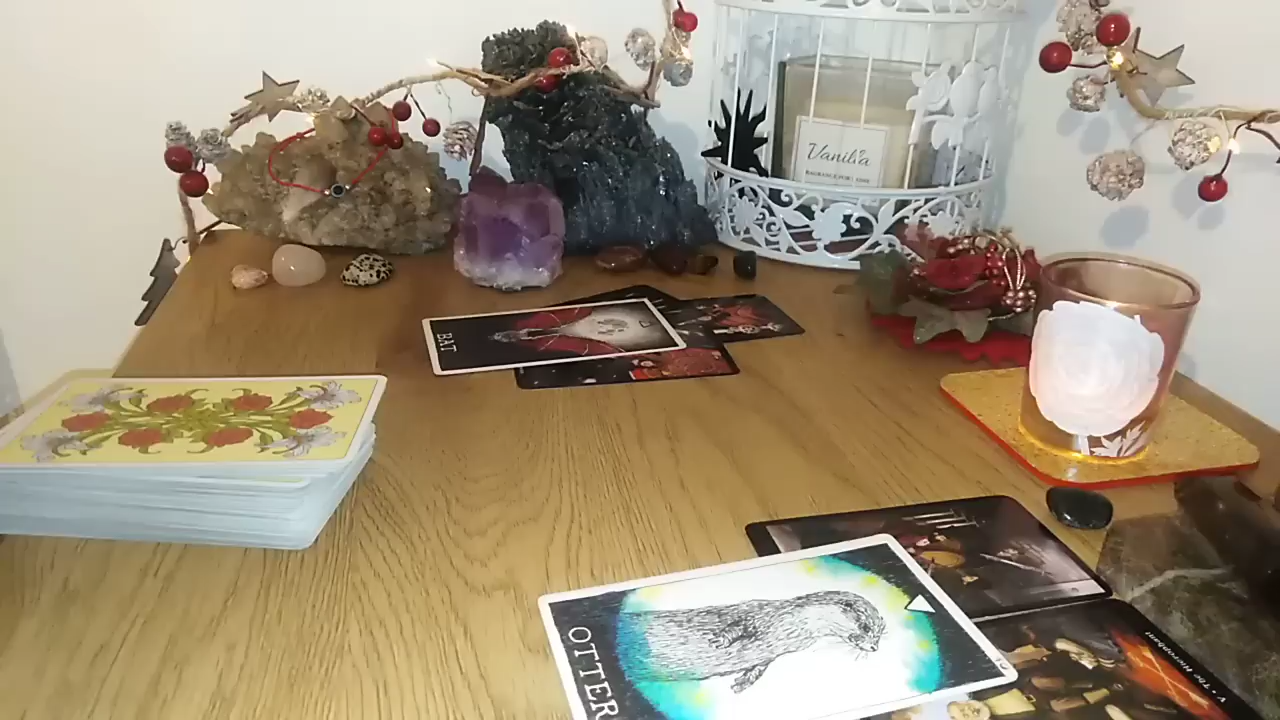 Vanilla
BAT
OTTER
V • The Hierophant